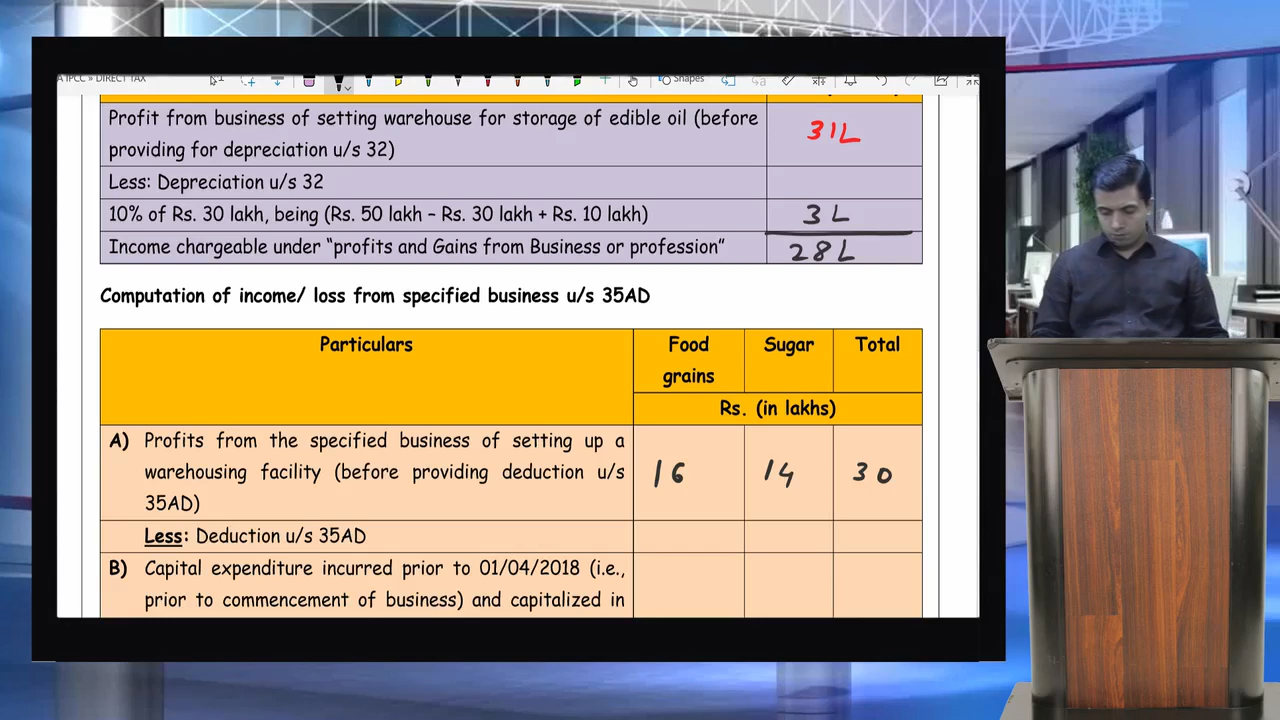 A IPCC » DIRECT TAX
Shapes
Profit from business of setting warehouse for storage of edible oil (before
providing for depreciation u/s 32)
31L
Less: Depreciation u/s 32
10% of Rs. 30 lakh, being (Rs. 50 lakh – Rs. 30 lakh + Rs. 10 lakh)
3L
Income chargeable under “profits and Gains from Business or profession”
28L
Computation of income/ loss from specified business u/s 35AD
Particulars
Food
grains
Sugar
Total
Rs. (in lakhs)
A) Profits from the specified business of setting up a
warehousing facility (before providing deduction u/s
35AD)
16
14
30
Less: Deduction u/s 35AD
B) Capital expenditure incurred prior to 01/04/2018 (i.e.,
prior to commencement of business) and capitalized in